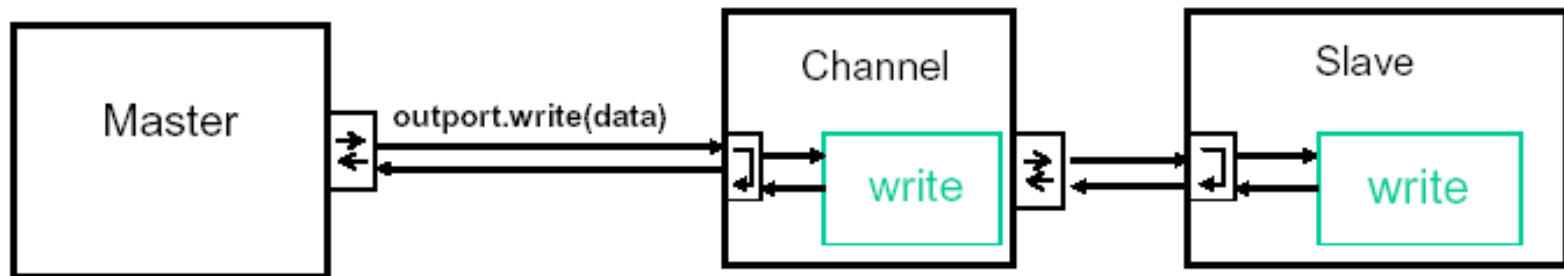 Master
outport.write(data)
Channel
write
Slave
write